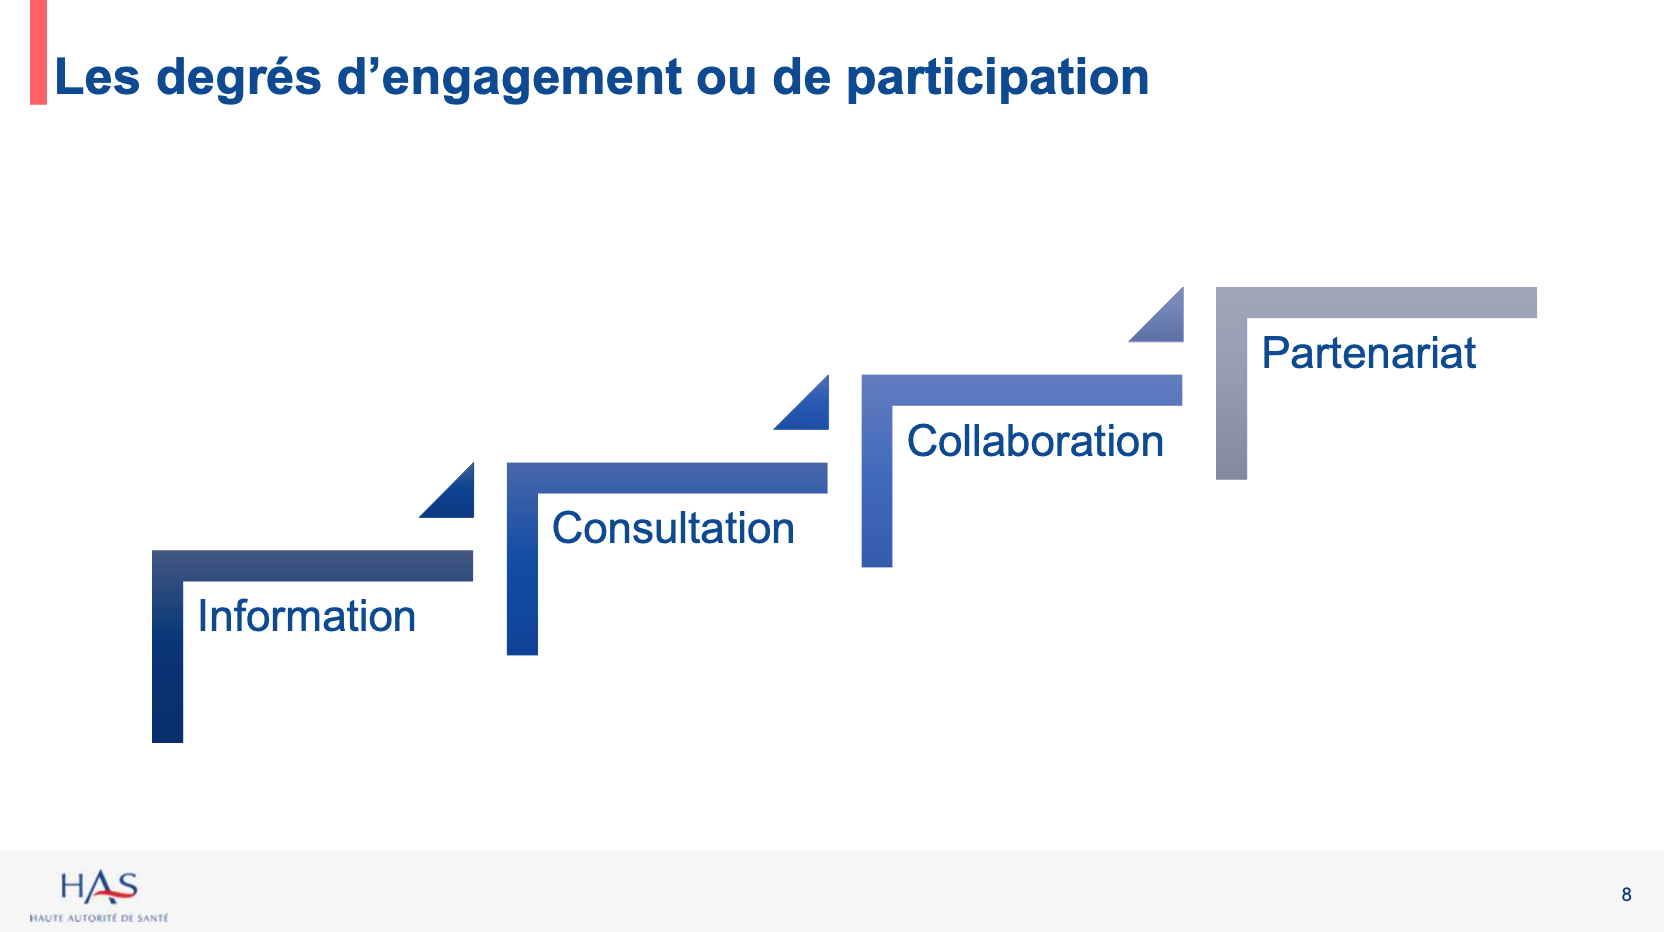 Les degrés d’engagement ou de participation
Partenariat
Collaboration
Consultation
Information
HAS
HAUTE AUTORITÉ DE SANTÉ
8